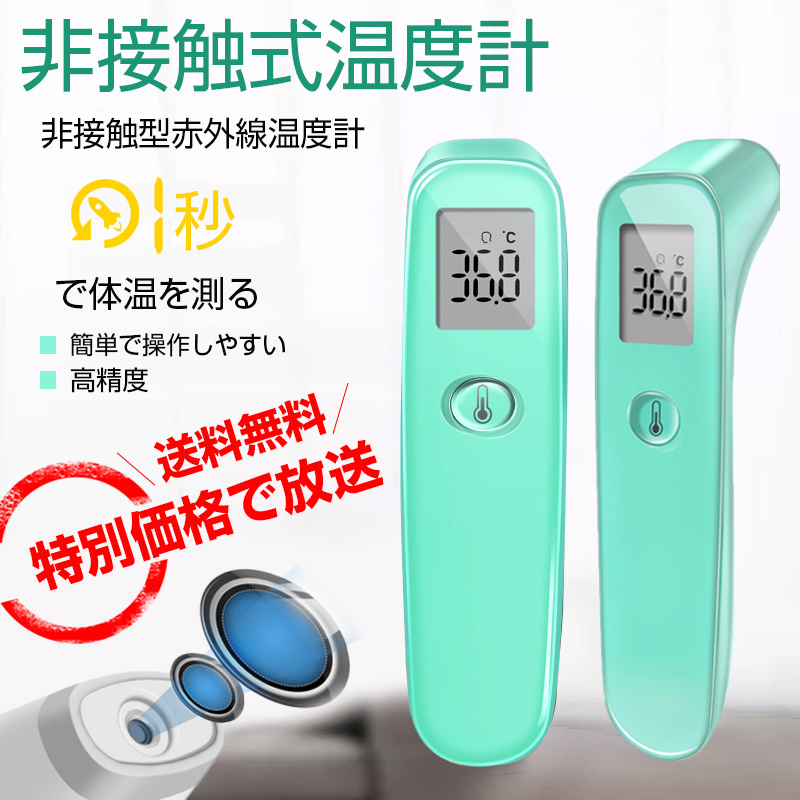 非接触式温度計
非接触型赤外線温度計
1秒
で体温を測る
簡単で操作しやすい
高精度
送料無料
特別価格で放送
°C
36.8
°C
36.8